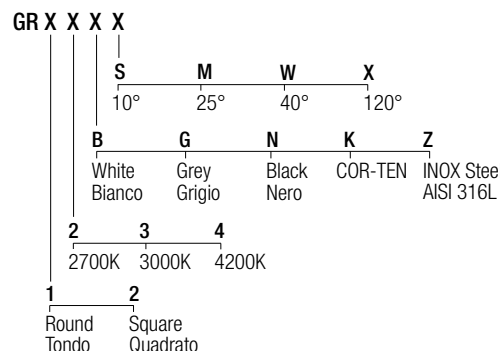 GR X X X X
S M W X
10° 25° 40° 120°
B G N K Z
White Grey Black COR-TEN INOX Stee
Bianco Grigio Nero AISI 316L
2 3 4
2700K 3000K 4200K
1 2
Round Square
Tondo Quadrato